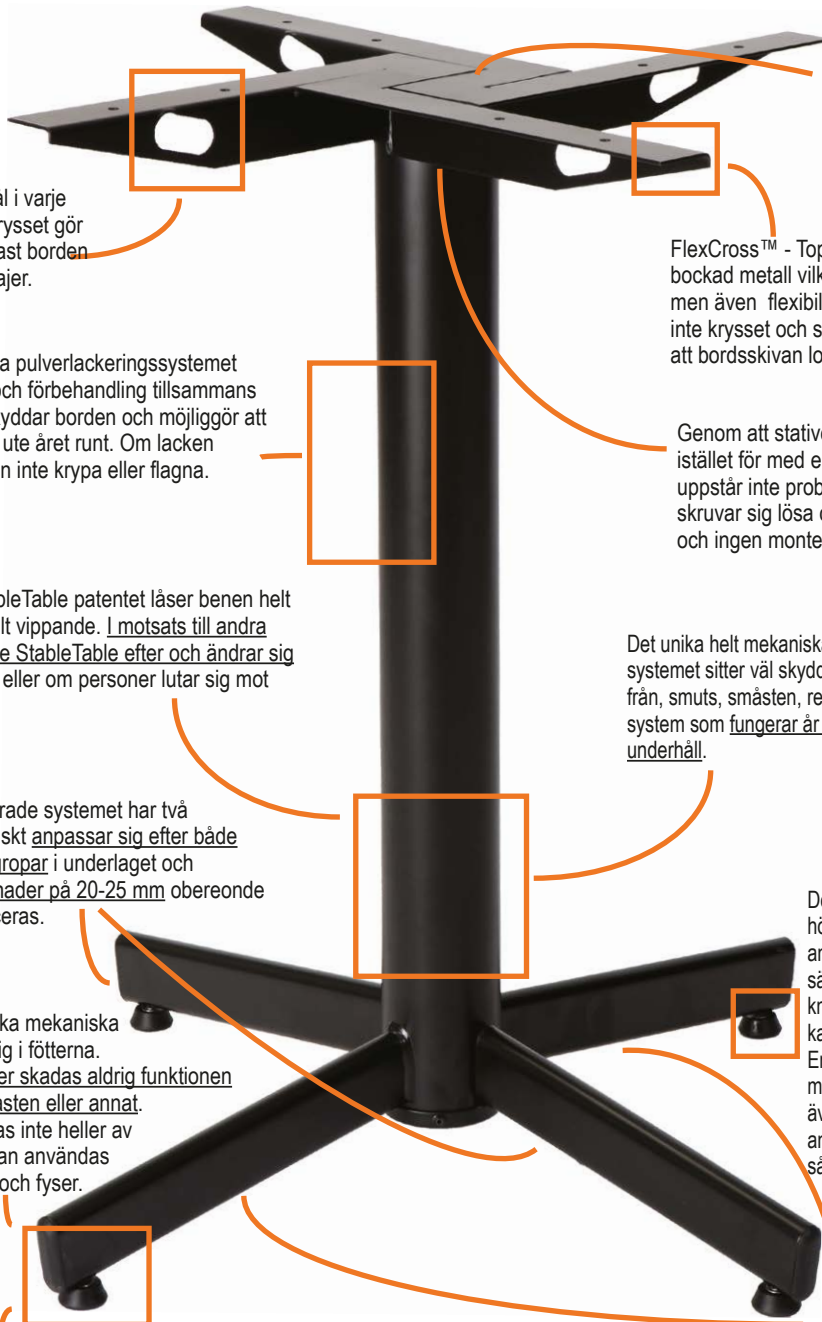 i varje
rysset gör
ast borden
ajer.
FlexCross™ - Top
bockad metall vilk
men även flexibil
inte krysset och s
att bordsskivan lo
a pulverlackeringssystemet
och förbehandling tillsammans
yddar borden och möjliggör att
ute året runt. Om lacken
n inte krypa eller flagna.
Genom att stative
istället för med e
uppstår inte prob
skruvar sig lösa
och ingen monte
bleTable patentet låser benen helt
lt vippande. I motsats till andra
e StableTable efter och ändrar sig
eller om personer lutar sig mot
Det unika helt mekaniska
systemet sitter väl skydd
från, smuts, småsten, re
system som fungerar år
underhåll.
rade systemet har två
iskt anpassar sig efter både
gropar i underlaget och
nader på 20-25 mm obereonde
ceras.
De
hö
an
sä
kr
ka
En
m
äv
an
så
ka mekaniska
ig i fötterna.
er skadas aldrig funktionen
asten eller annat.
as inte heller av
an användas
och fyser.